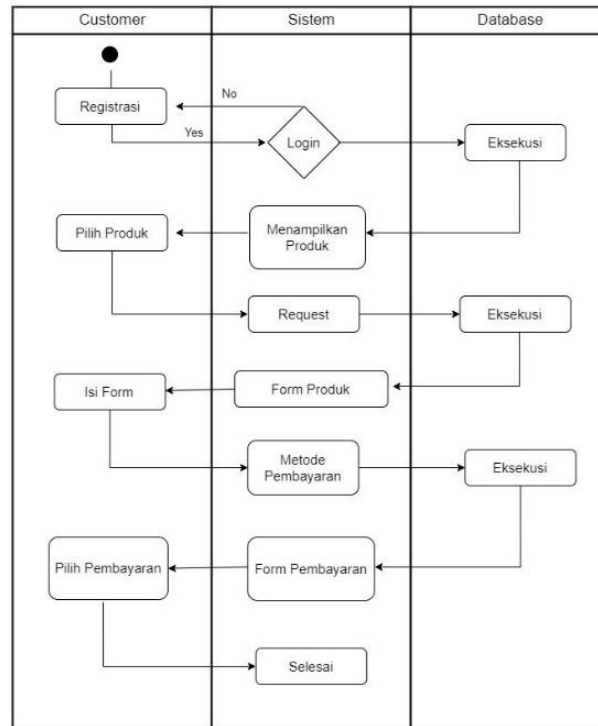 Customer
Sistem
Database
Registrasi
No
Yes
Login
Eksekusi
Pilih Produk
Menampilkan
Produk
Request
Eksekusi
Isi Form
Form Produk
Metode
Pembayaran
Eksekusi
Pilih Pembayaran
Form Pembayaran
Selesai